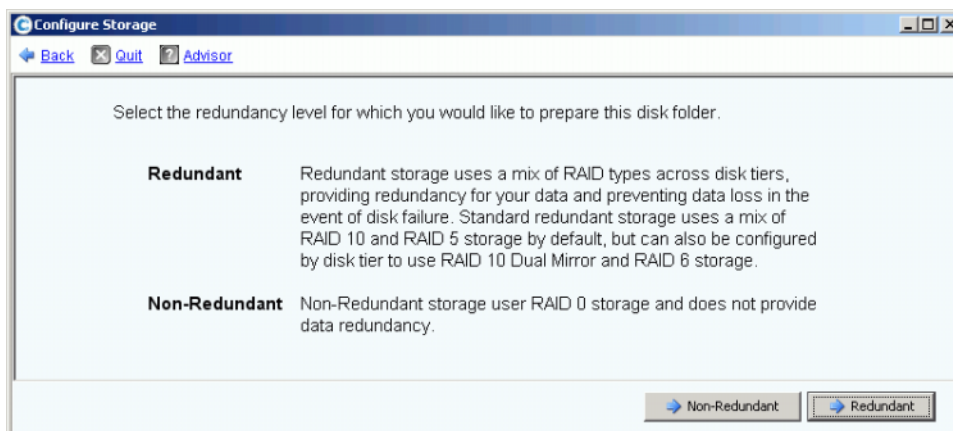 Configure Storage
Back Quit Advisor
Select the redundancy level for which you would like to prepare this disk folder.
Redundant Redundant storage uses a mix of RAID types across disk tiers,
providing redundancy for your data and preventing data loss in the
event of disk failure. Standard redundant storage uses a mix of
RAID 10 and RAID 5 storage by default, but can also be configured
by disk tier to use RAID 10 Dual Mirror and RAID 6 storage.
Non-Redundant Non-Redundant storage user RAID 0 storage and does not provide
data redundancy.
Non-Redundant Redundant